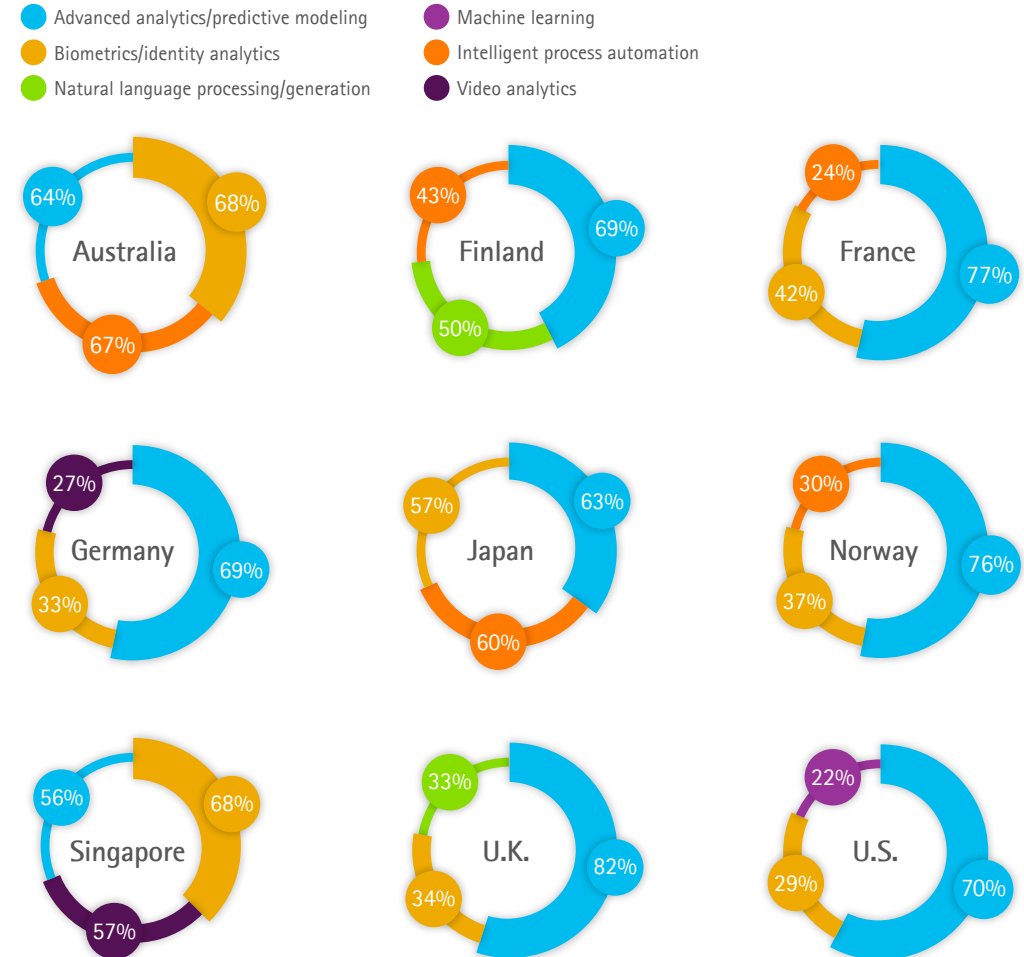 Advanced analytics/predictive modeling
Biometrics/identity analytics
Natural language processing/generation
Machine learning
Intelligent process automation
Video analytics
64%
68%
Australia
67%
43%
69%
Finland
50%
24%
France
77%
42%
27%
Germany
69%
33%
63%
57%
Japan
60%
30%
Norway
76%
37%
56%
68%
Singapore
57%
33%
U.K.
82%
34%
22%
U.S.
70%
29%